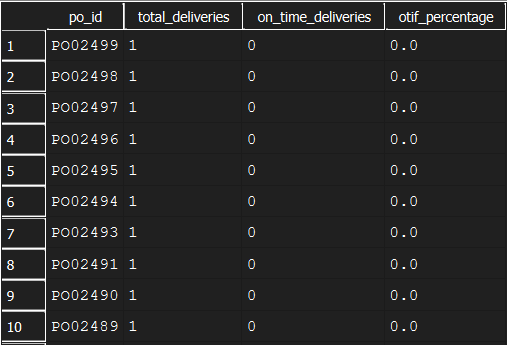 po_id total_deliveries on_time_deliveries otif_percentage
1 PO02499 1 0 0.0
2 PO02498 1 0 0.0
3 PO02497 1 0 0.0
4 PO02496 1 0 0.0
5 PO02495 1 0 0.0
6 PO02494 1 0 0.0
7 PO02493 1 0 0.0
8 PO02491 1 0 0.0
9 PO02490 1 0 0.0
10 PO02489 1 0 0.0